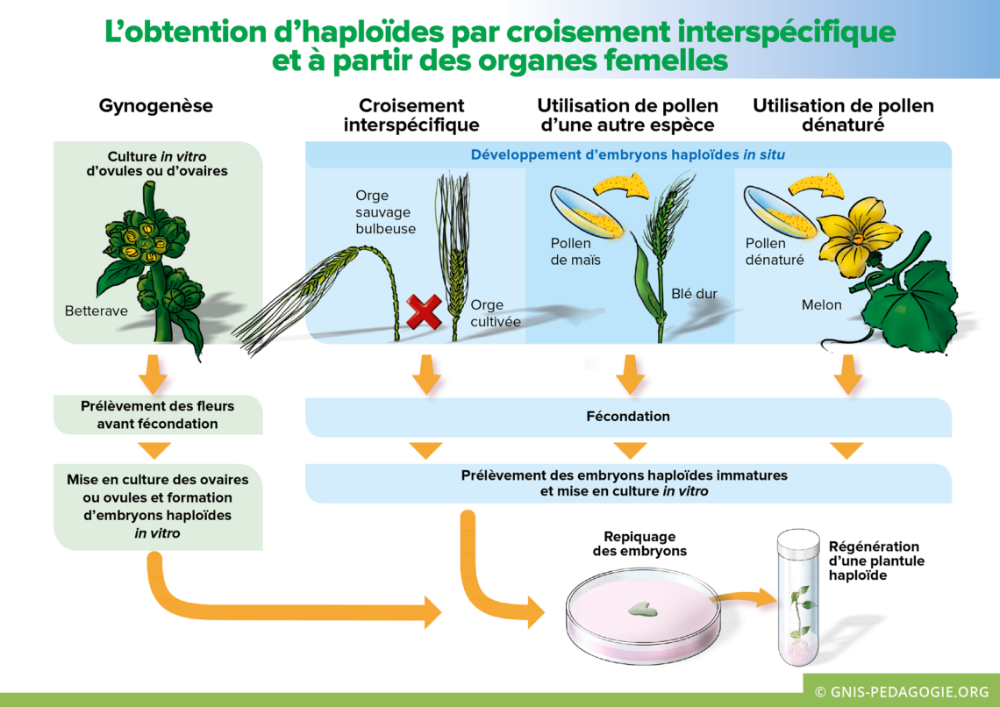 L’obtention d’haploïdes par croisement interspécifique
et à partir des organes femelles
Gynogenèse
Culture in vitro
d’ovules ou d’ovaires
Betterave
Prélèvement des fleurs
avant fécondation
Mise en culture des ovaires
ou ovules et formation
d’embryons haploïdes
in vitro
Croisement
interspécifique
Utilisation de pollen
d’une autre espèce
Utilisation de pollen
dénaturé
Développement d’embryons haploïdes in situ
Orge
sauvage
bulbeuse
Orge
cultivée
Pollen
de maïs
Blé dur
Pollen
dénaturé
Melon
Fécondation
Prélèvement des embryons haploïdes immatures
et mise en culture in vitro
Repiquage
des embryons
Régénération
d’une plantule
haploïde
© GNIS-PEDAGOGIE.ORG